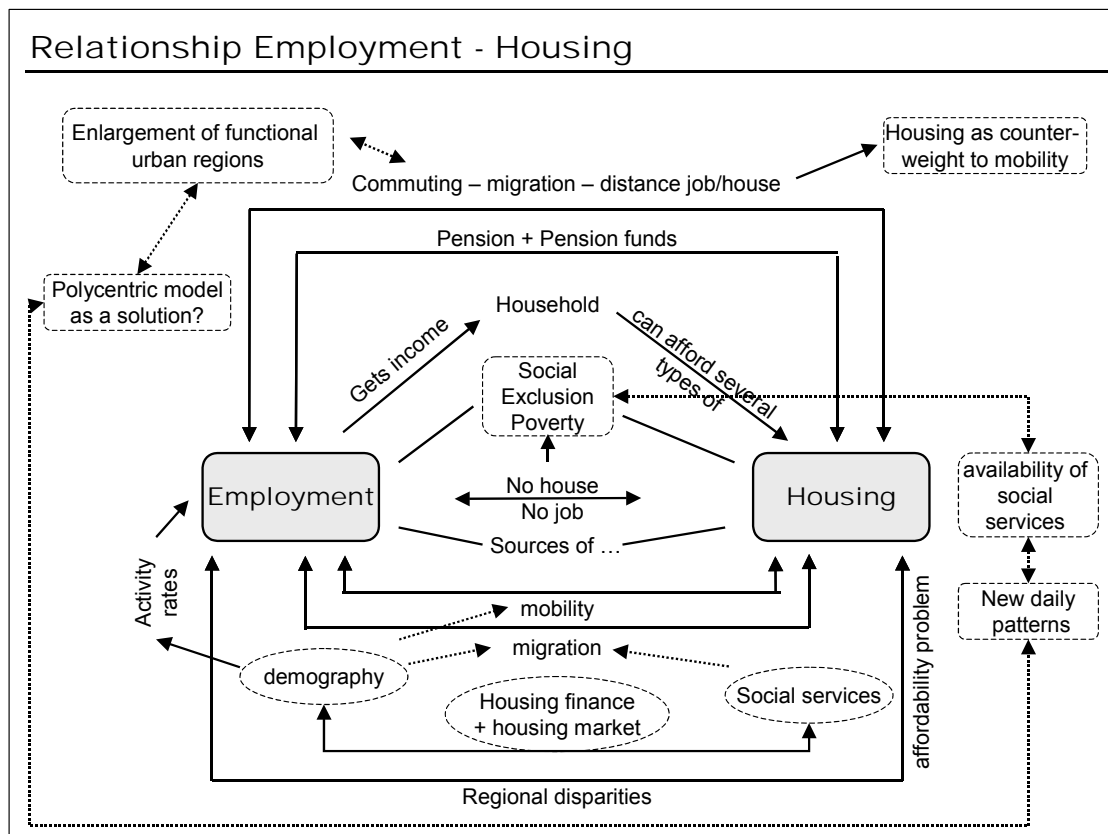 Relationship Employment - Housing
Enlargement of functional
urban regions
Housing as counter-
weight to mobility
Commuting – migration – distance job/house
Pension + Pension funds
Polycentric model
as a solution?
Household
Gets income
can afford several
types of
Social
Exclusion
Poverty
Employment
No house
No job
Housing
availability of
social
services
Sources of ...
Activity
rates
mobility
New daily
patterns
migration
demography
Social services
Housing finance
+ housing market
affordability problem
Regional disparities